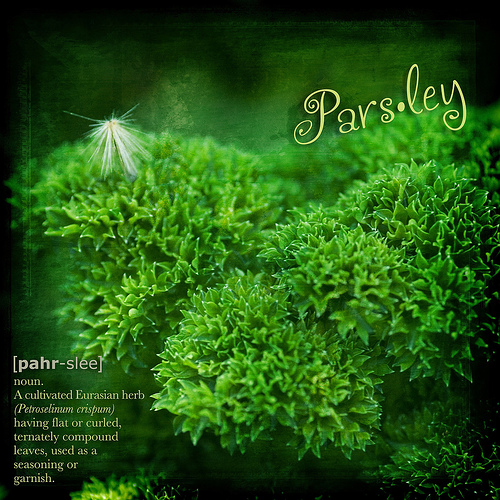 Pars•ley
[pahr-slee]
noun.
A cultivated Eurasian herb
(Petroselinum crispum)
having flat or curled,
ternately compound
leaves, used as a
seasoning or
garnish.